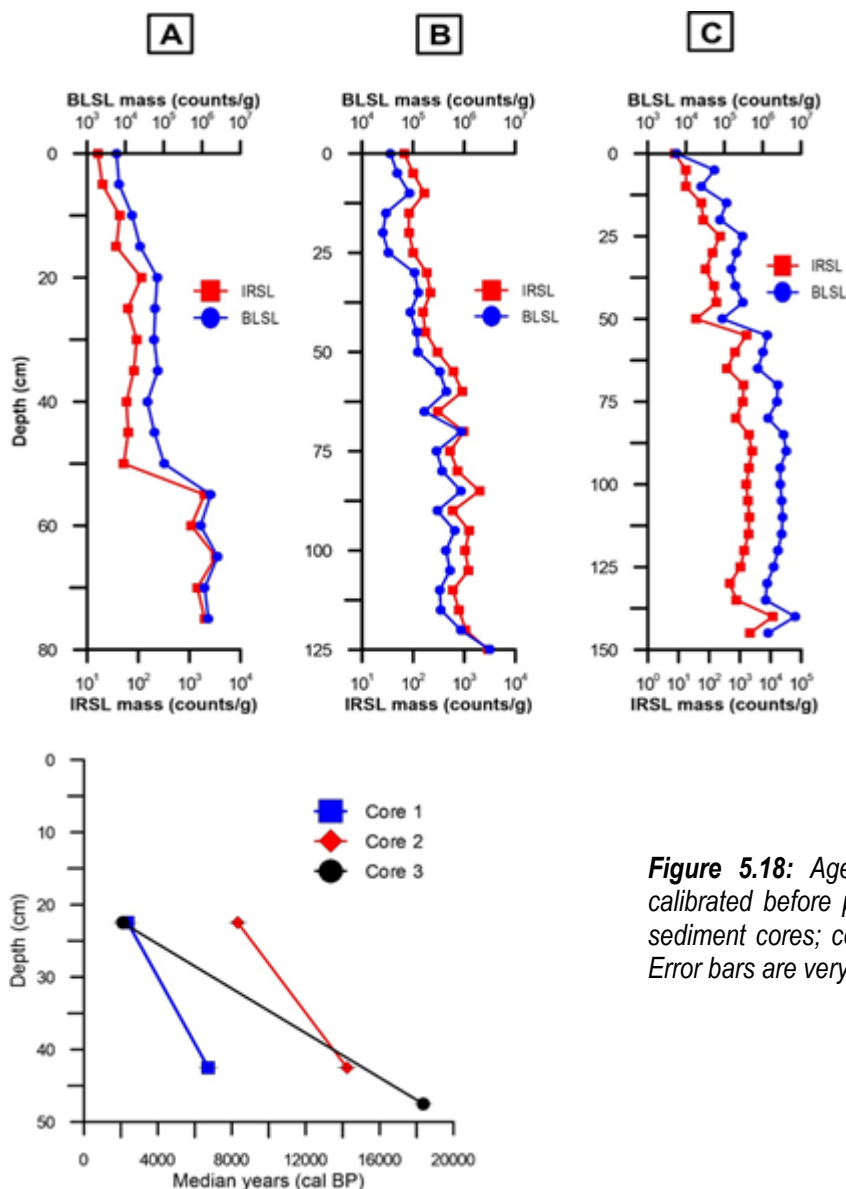 A B C
BLSL mass (counts/g) BLSL mass (counts/g) BLSL mass (counts/g)
10³ 10⁴ 10⁵ 10⁶ 10⁷ 10⁴ 10⁵ 10⁶ 10⁷ 10³ 10⁴ 10⁵ 10⁶ 10⁷
0
20
40
60
80
Depth (cm)
IRSL
BLSL
10¹ 10² 10³ 10⁴
IRSL mass (counts/g)
0
25
50
75
100
125
IRSL
BLSL
10¹ 10² 10³ 10⁴
IRSL mass (counts/g)
0
25
50
75
100
125
150
IRSL
BLSL
10⁰ 10¹ 10² 10³ 10⁴ 10⁵
IRSL mass (counts/g)
0
10
20
30
40
50
Depth (cm)
Core 1
Core 2
Core 3
0 4000 8000 12000 16000 20000
Median years (cal BP)
Figure 5.18: Age
calibrated before p
sediment cores; co
Error bars are very